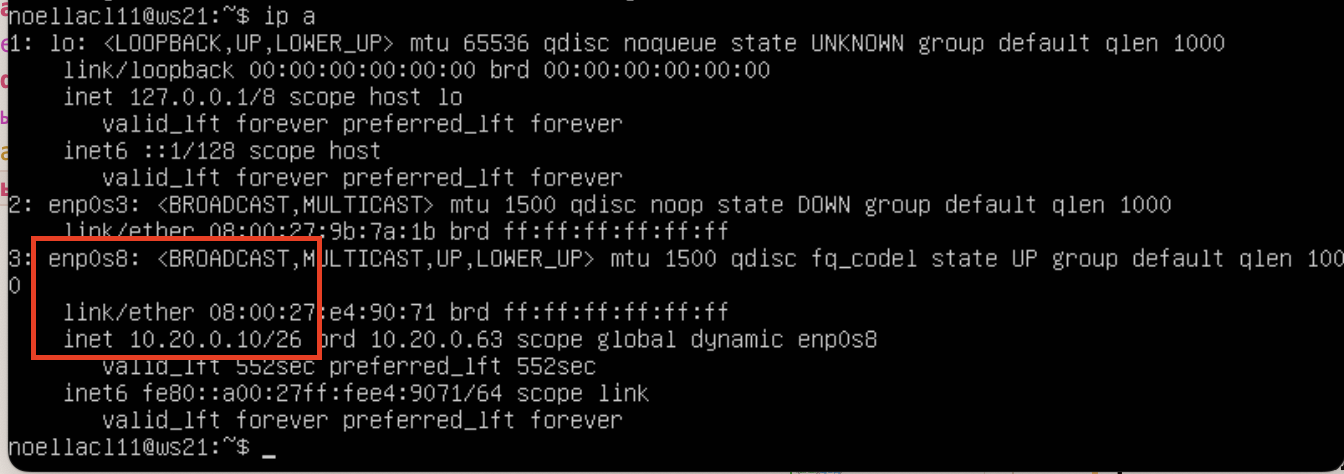 noellacl11@ws21:~$ ip a
1: lo: <LOOPBACK,UP,LOWER_UP> mtu 65536 qdisc noqueue state UNKNOWN group default qlen 1000
link/loopback 00:00:00:00:00:00 brd 00:00:00:00:00:00
inet 127.0.0.1/8 scope host lo
valid_lft forever preferred_lft forever
inet6 ::1/128 scope host
valid_lft forever preferred_lft forever
2: enp0s3: <BROADCAST,MULTICAST> mtu 1500 qdisc noop state DOWN group default qlen 1000
link/ether 08:00:27:9b:7a:1b brd ff:ff:ff:ff:ff:ff
3: enp0s8: <BROADCAST,MULTICAST,UP,LOWER_UP> mtu 1500 qdisc fq_codel state UP group default qlen 100
0
link/ether 08:00:27:e4:90:71 brd ff:ff:ff:ff:ff:ff
inet 10.20.0.10/26 brd 10.20.0.63 scope global dynamic enp0s8
valid_lft 552sec preferred_lft 552sec
inet6 fe80::a00:27ff:fee4:9071/64 scope link
valid_lft forever preferred_lft forever
noellacl11@ws21:~$ _